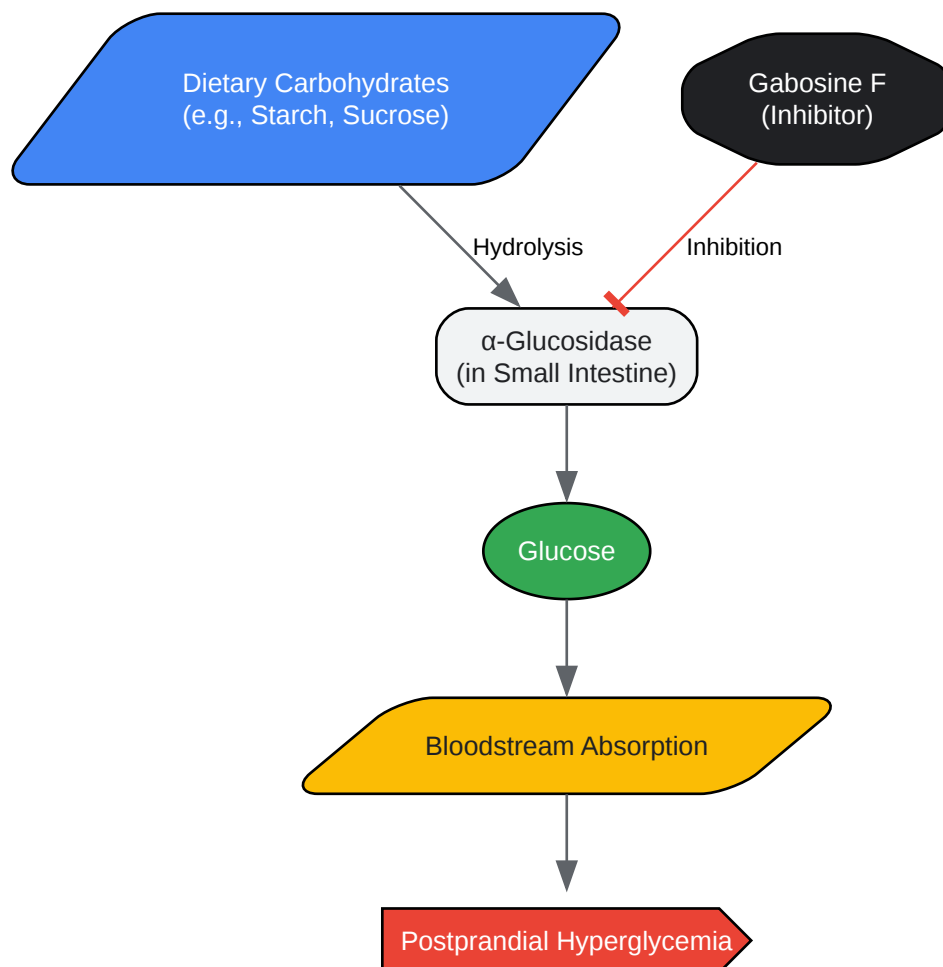 Dietary Carbohydrates
(e.g., Starch, Sucrose)
Gabosine F
(Inhibitor)
Hydrolysis
Inhibition
α-Glucosidase
(in Small Intestine)
Glucose
Bloodstream Absorption
Postprandial Hyperglycemia